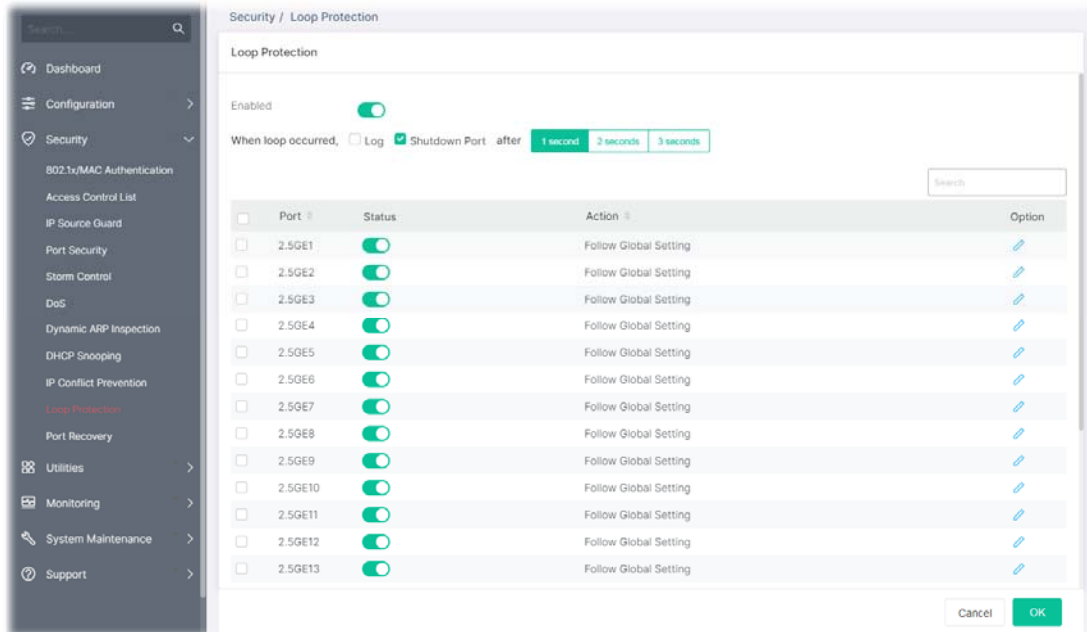 Search...
Dashboard
Configuration
Security
802.1x/MAC Authentication
Access Control List
IP Source Guard
Port Security
Storm Control
DoS
Dynamic ARP Inspection
DHCP Snooping
IP Conflict Prevention
Loop Protection
Port Recovery
Utilities
Monitoring
System Maintenance
Support
Security / Loop Protection
Loop Protection
Enabled
When loop occurred, Log Shutdown Port after 1 second 2 seconds 3 seconds
Search
Port Status Action Option
2.5GE1 Follow Global Setting
2.5GE2 Follow Global Setting
2.5GE3 Follow Global Setting
2.5GE4 Follow Global Setting
2.5GE5 Follow Global Setting
2.5GE6 Follow Global Setting
2.5GE7 Follow Global Setting
2.5GE8 Follow Global Setting
2.5GE9 Follow Global Setting
2.5GE10 Follow Global Setting
2.5GE11 Follow Global Setting
2.5GE12 Follow Global Setting
2.5GE13 Follow Global Setting
Cancel OK